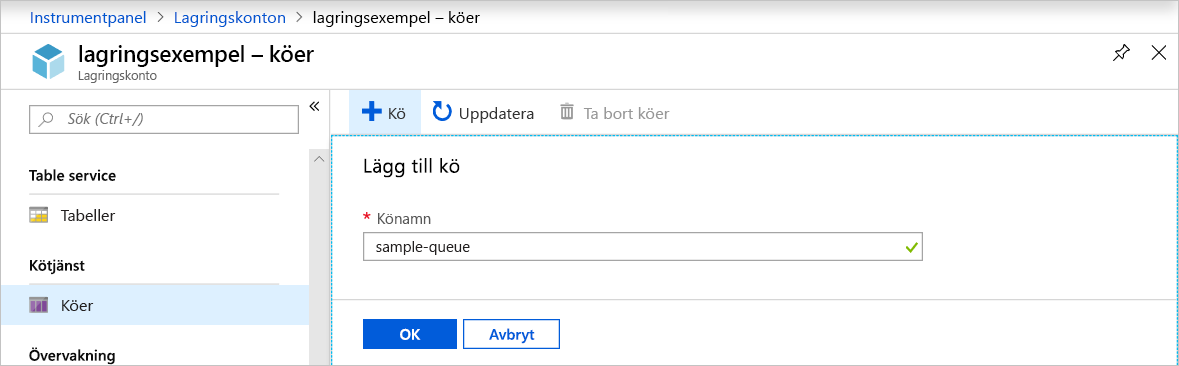 Instrumentpanel > Lagringskonton > lagringsexempel – köer
lagringsexempel – köer
Lagringskonto
Sök (Ctrl+/)
Table service
Tabeller
Kötjänst
Köer
Övervakning
Kö Uppdatera Ta bort köer
Lägg till kö
* Könamn
sample-queue
OK Avbryt